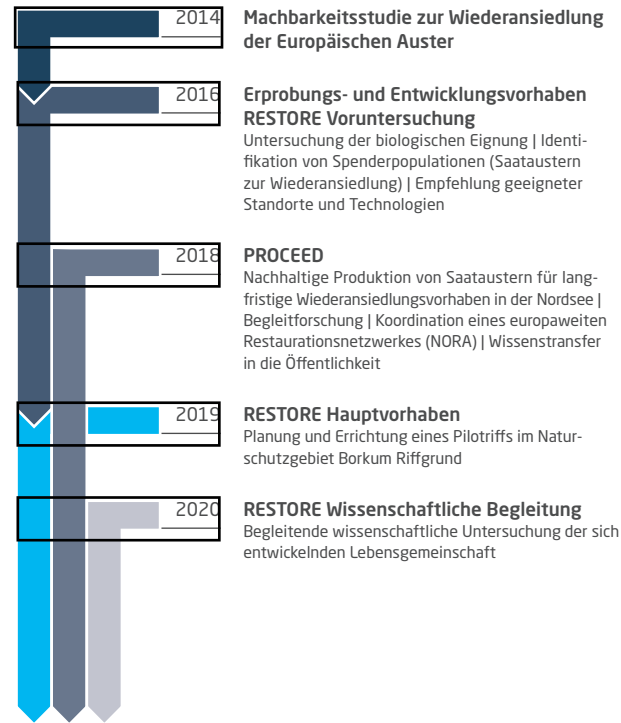 2014
Machbarkeitsstudie zur Wiederansiedlung
der Europäischen Auster
2016
Erprobungs- und Entwicklungsvorhaben
RESTORE Voruntersuchung
Untersuchung der biologischen Eignung | Identi-
fikation von Spenderpopulationen (Saataustern
zur Wiederansiedlung) | Empfehlung geeigneter
Standorte und Technologien
2018
PROCEED
Nachhaltige Produktion von Saataustern für lang-
fristige Wiederansiedlungsvorhaben in der Nordsee |
Begleitforschung | Koordination eines europaweiten
Restaurationsnetzwerkes (NORA) | Wissenstransfer
in die Öffentlichkeit
2019
RESTORE Hauptvorhaben
Planung und Errichtung eines Pilotriffs im Natur-
schutzgebiet Borkum Riffgrund
2020
RESTORE Wissenschaftliche Begleitung
Begleitende wissenschaftliche Untersuchung der sich
entwickelnden Lebensgemeinschaft